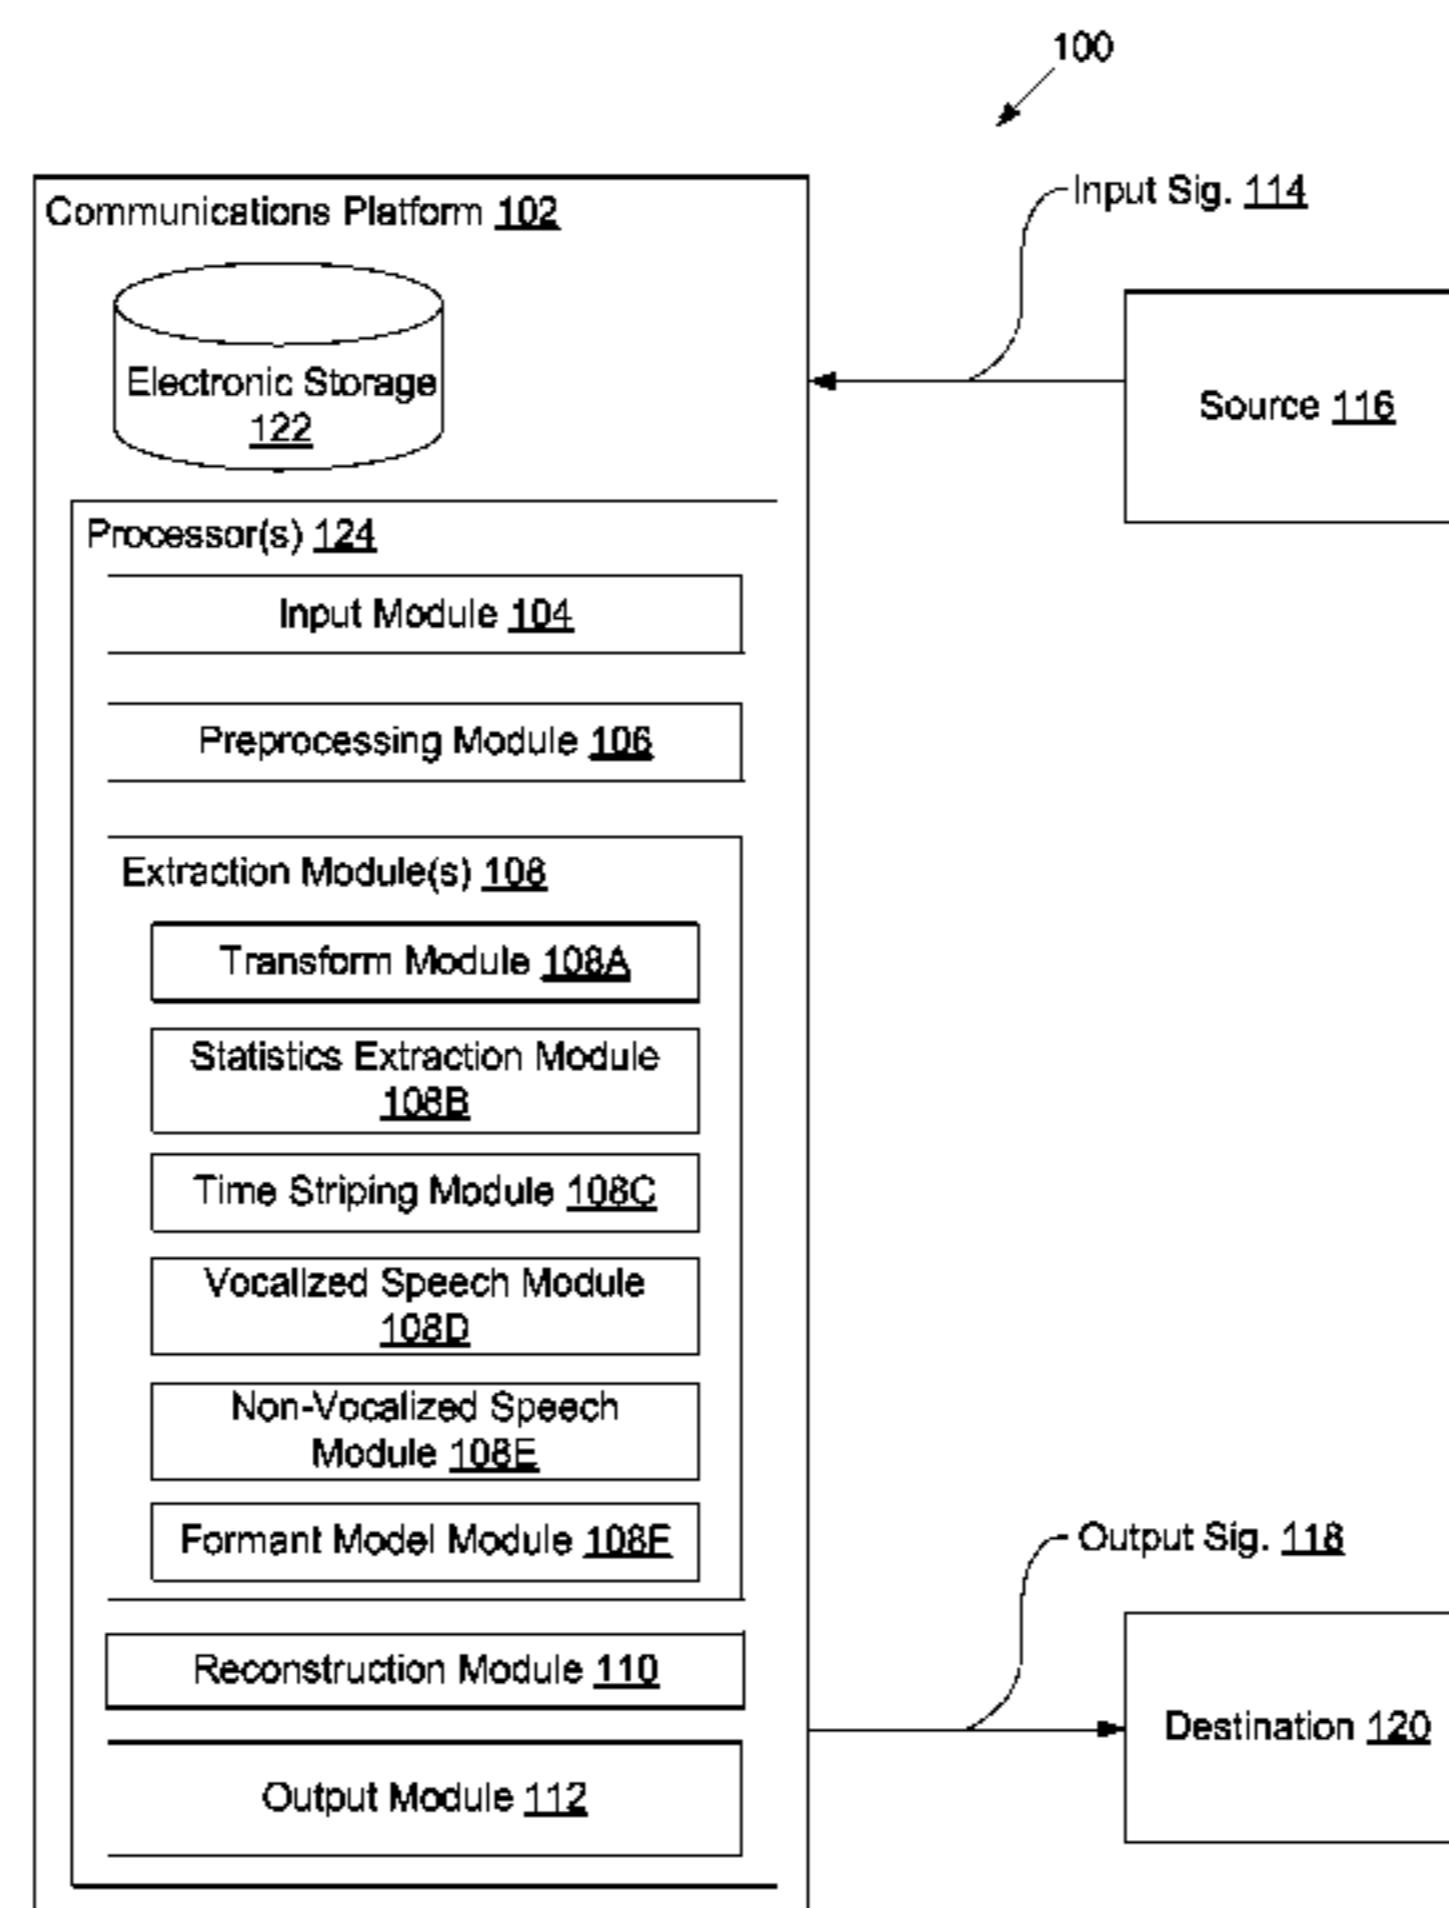 100
Communications Platform 102
Input Sig. 114
Electronic Storage
122
Source 116
Processor(s) 124
Input Module 104
Preprocessing Module 106
Extraction Module(s) 108
Transform Module 108A
Statistics Extraction Module
108B
Time Striping Module 108C
Vocalized Speech Module
108D
Non-Vocalized Speech
Module 108E
Formant Model Module 108F
Reconstruction Module 110
Output Module 112
Output Sig. 118
Destination 120